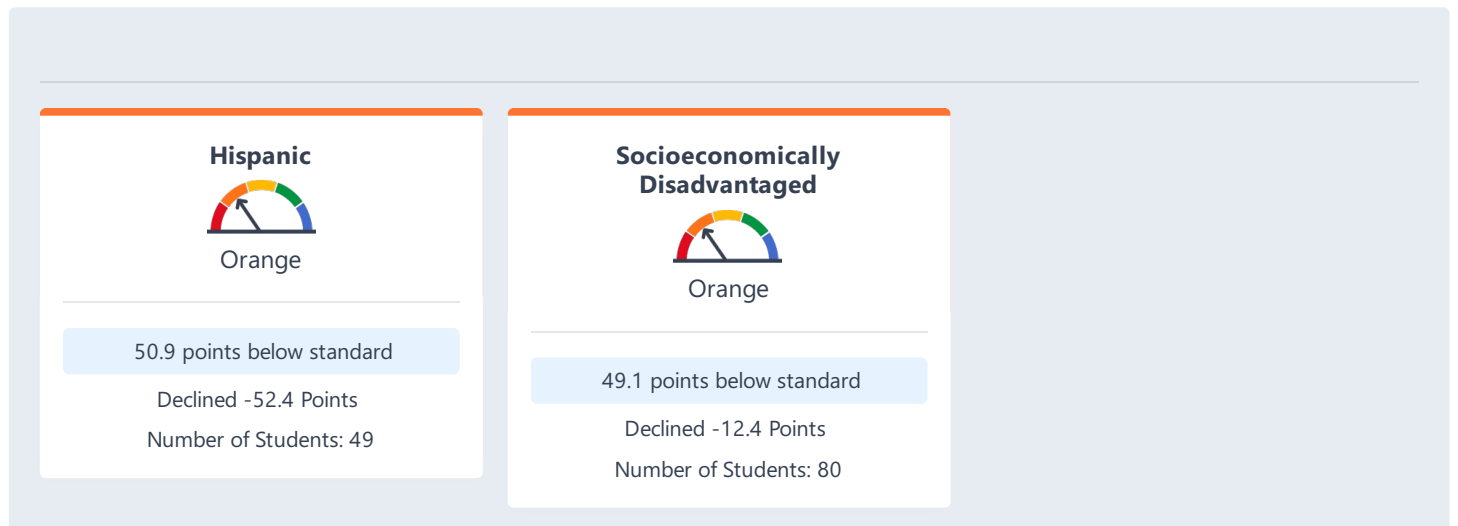 Hispanic
Orange
50.9 points below standard
Declined -52.4 Points
Number of Students: 49
Socioeconomically
Disadvantaged
Orange
49.1 points below standard
Declined -12.4 Points
Number of Students: 80